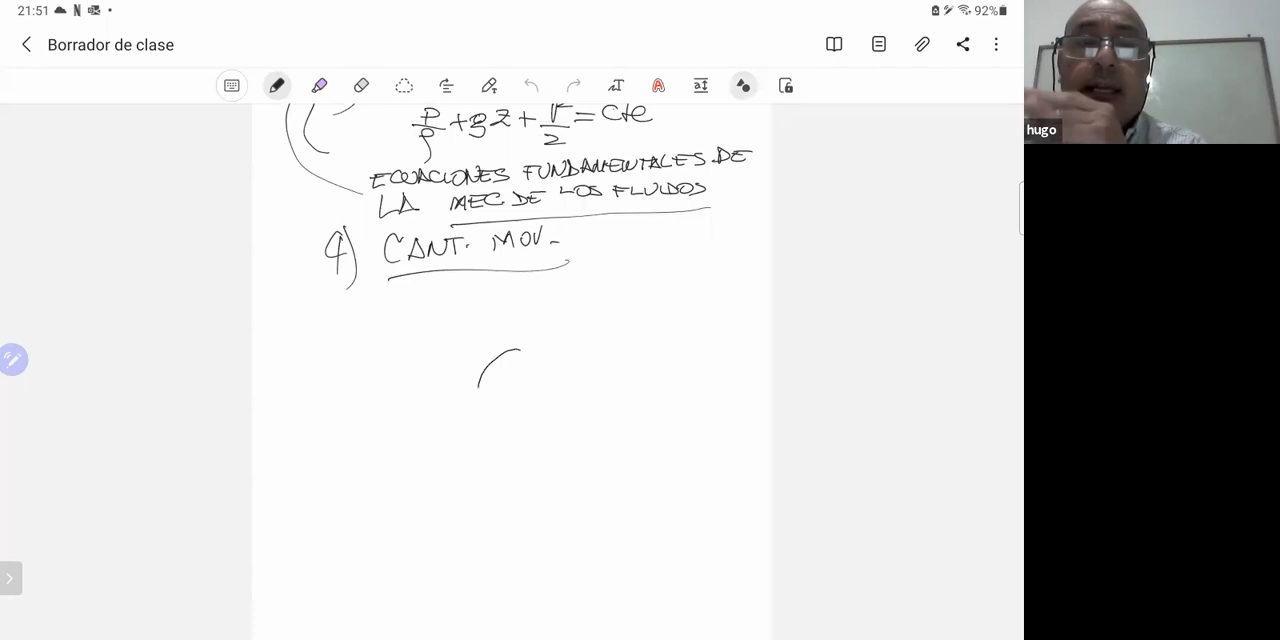 21:51 92%
Borrador de clase
P/ρ + gz + V/2 = Cte
ECUACIONES FUNDAMENTALES DE
LA MEC DE LOS FLUIDOS
4) CANT. MOV.
hugo